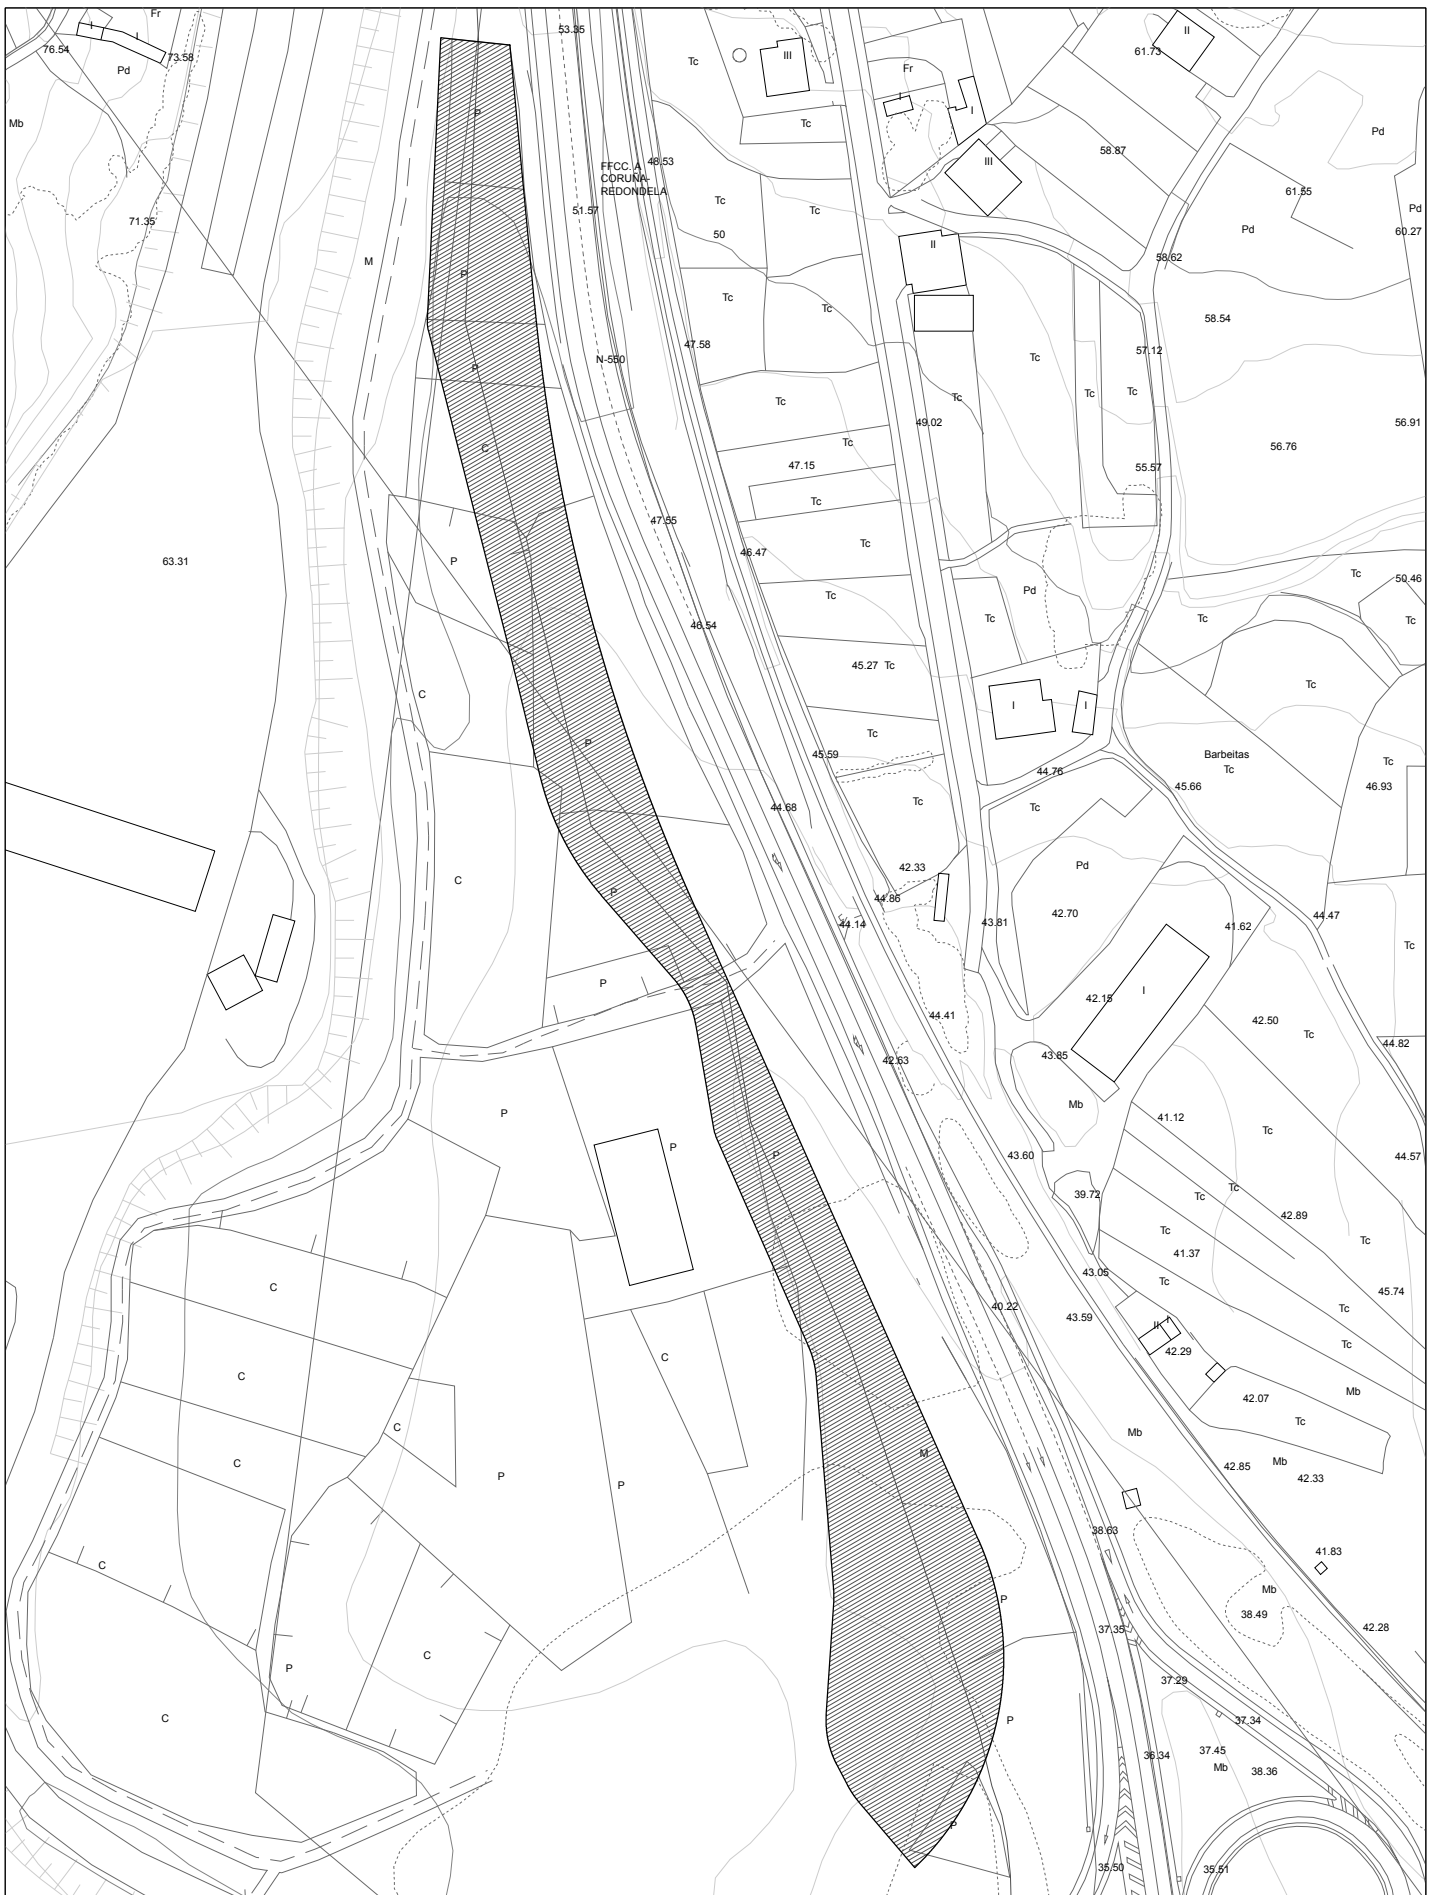 Fr
I
I
53.35
II
76.54
73.58
61.73
Pd
Tc
III
Fr
I
I
P
Mb
Tc
Pd
58.87
FFCC. A
CORUÑA-
REDONDELA
48.53
III
61.55
Tc
Tc
51.57
Pd
60.27
71.35
50
Pd
II
58.62
M
P
Tc
Tc
58.54
47.58
57.12
N-550
Tc
P
Tc
Tc
Tc
Tc
49.02
56.91
Tc
56.76
C
47.15
55.57
Tc
47.55
46.47
Tc
63.31
P
Tc
50.46
Tc
Pd
Tc
Tc
Tc
46.54
45.27
Tc
Tc
C
I
I
Tc
P
45.59
Barbeitas
Tc
Tc
44.76
45.66
46.93
44.68
Tc
Tc
42.33
Pd
C
P
44.86
42.70
44.47
44.14
43.81
41.62
Tc
P
I
42.15
44.41
42.50
Tc
44.82
42.63
43.85
Mb
P
41.12
Tc
P
P
43.60
44.57
39.72
Tc
Tc
42.89
Tc
41.37
Tc
43.05
Tc
C
45.74
40.22
43.59
Tc
II
I
42.29
Tc
C
C
42.07
Mb
Tc
C
Mb
M
C
P
P
42.85
Mb
42.33
38.63
41.83
C
Mb
P
38.49
37.35
42.28
C
P
37.29
C
P
37.34
36.34
37.45
Mb
38.36
P
35.50
35.51